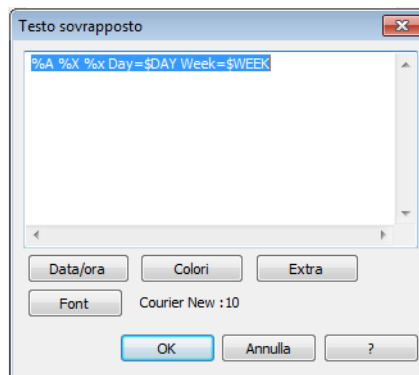 Testo sovrapposto
%A %X %x Day=$DAY Week=$WEEK
Data/ora Colori Extra
Font Courier New :10
OK Annulla ?